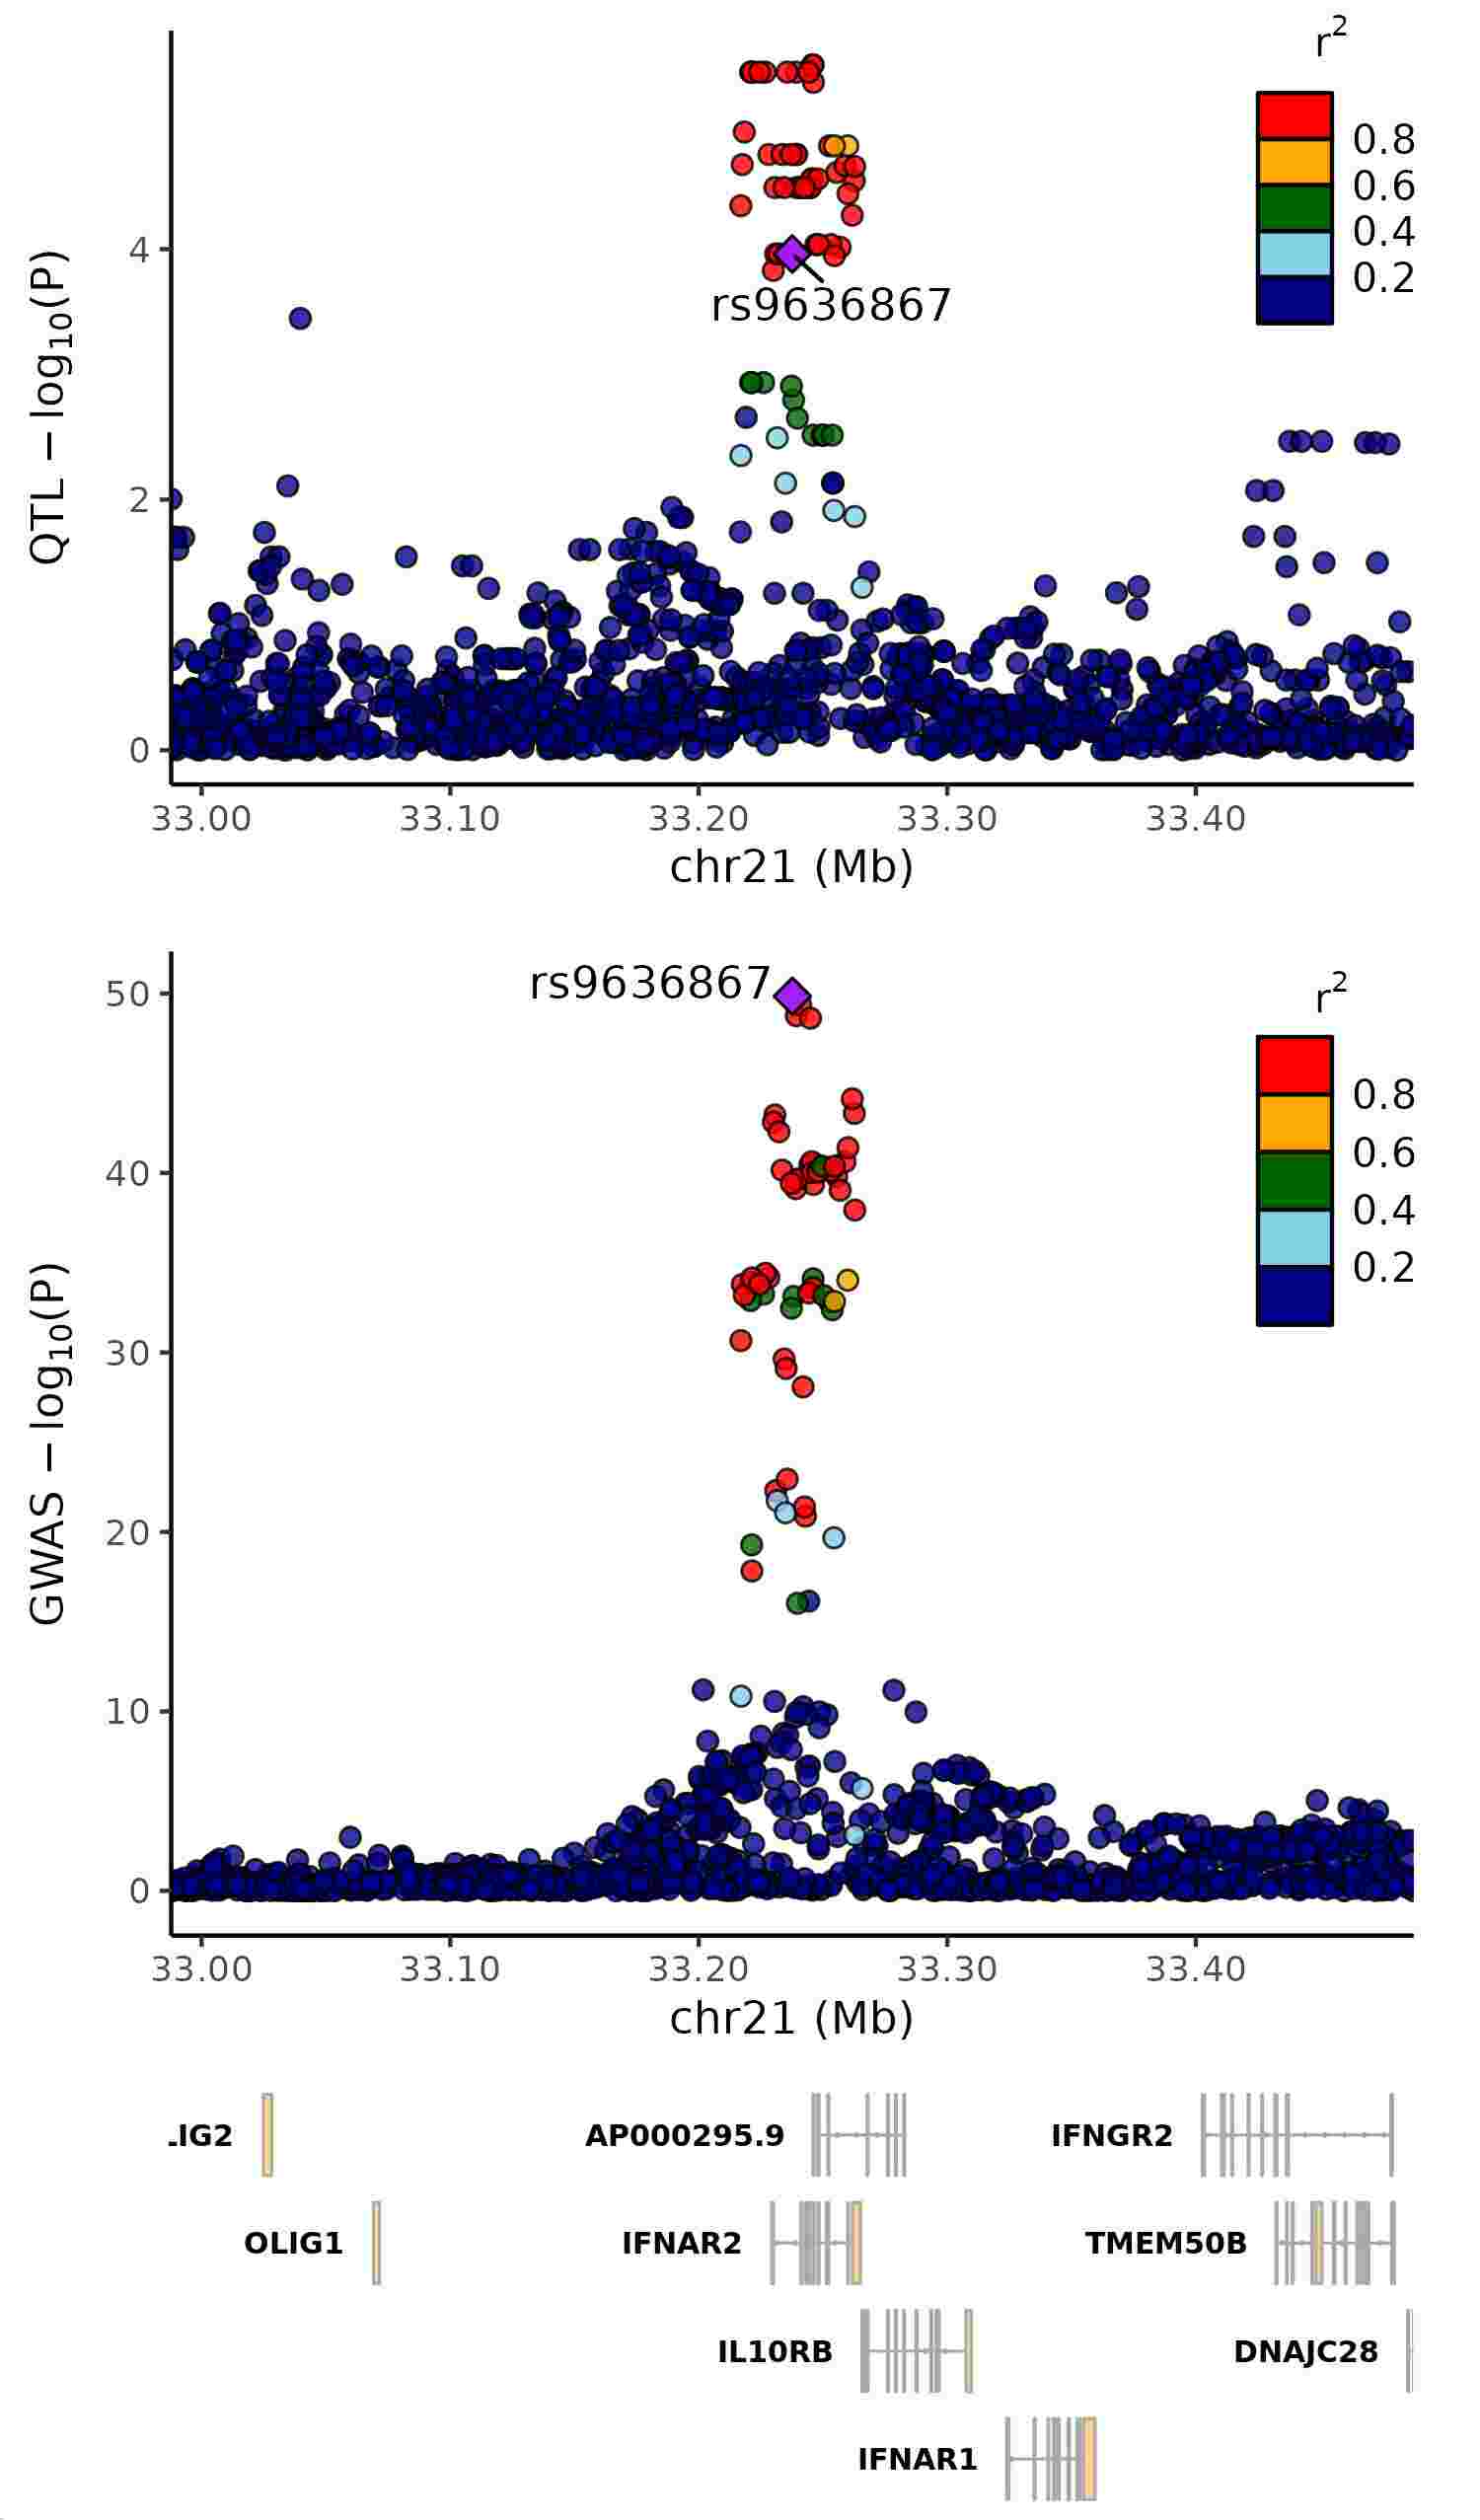 r2
0.8
0.6
0.4
0.2
4
2
0
QTL −log10(P)
rs9636867
33.00 33.10 33.20 33.30 33.40
chr21 (Mb)
rs9636867
r2
0.8
0.6
0.4
0.2
50
40
30
20
10
0
GWAS −log10(P)
33.00 33.10 33.20 33.30 33.40
chr21 (Mb)
.IG2 AP000295.9 IFNGR2
OLIG1 IFNAR2 TMEM50B
IL10RB DNAJC28
IFNAR1